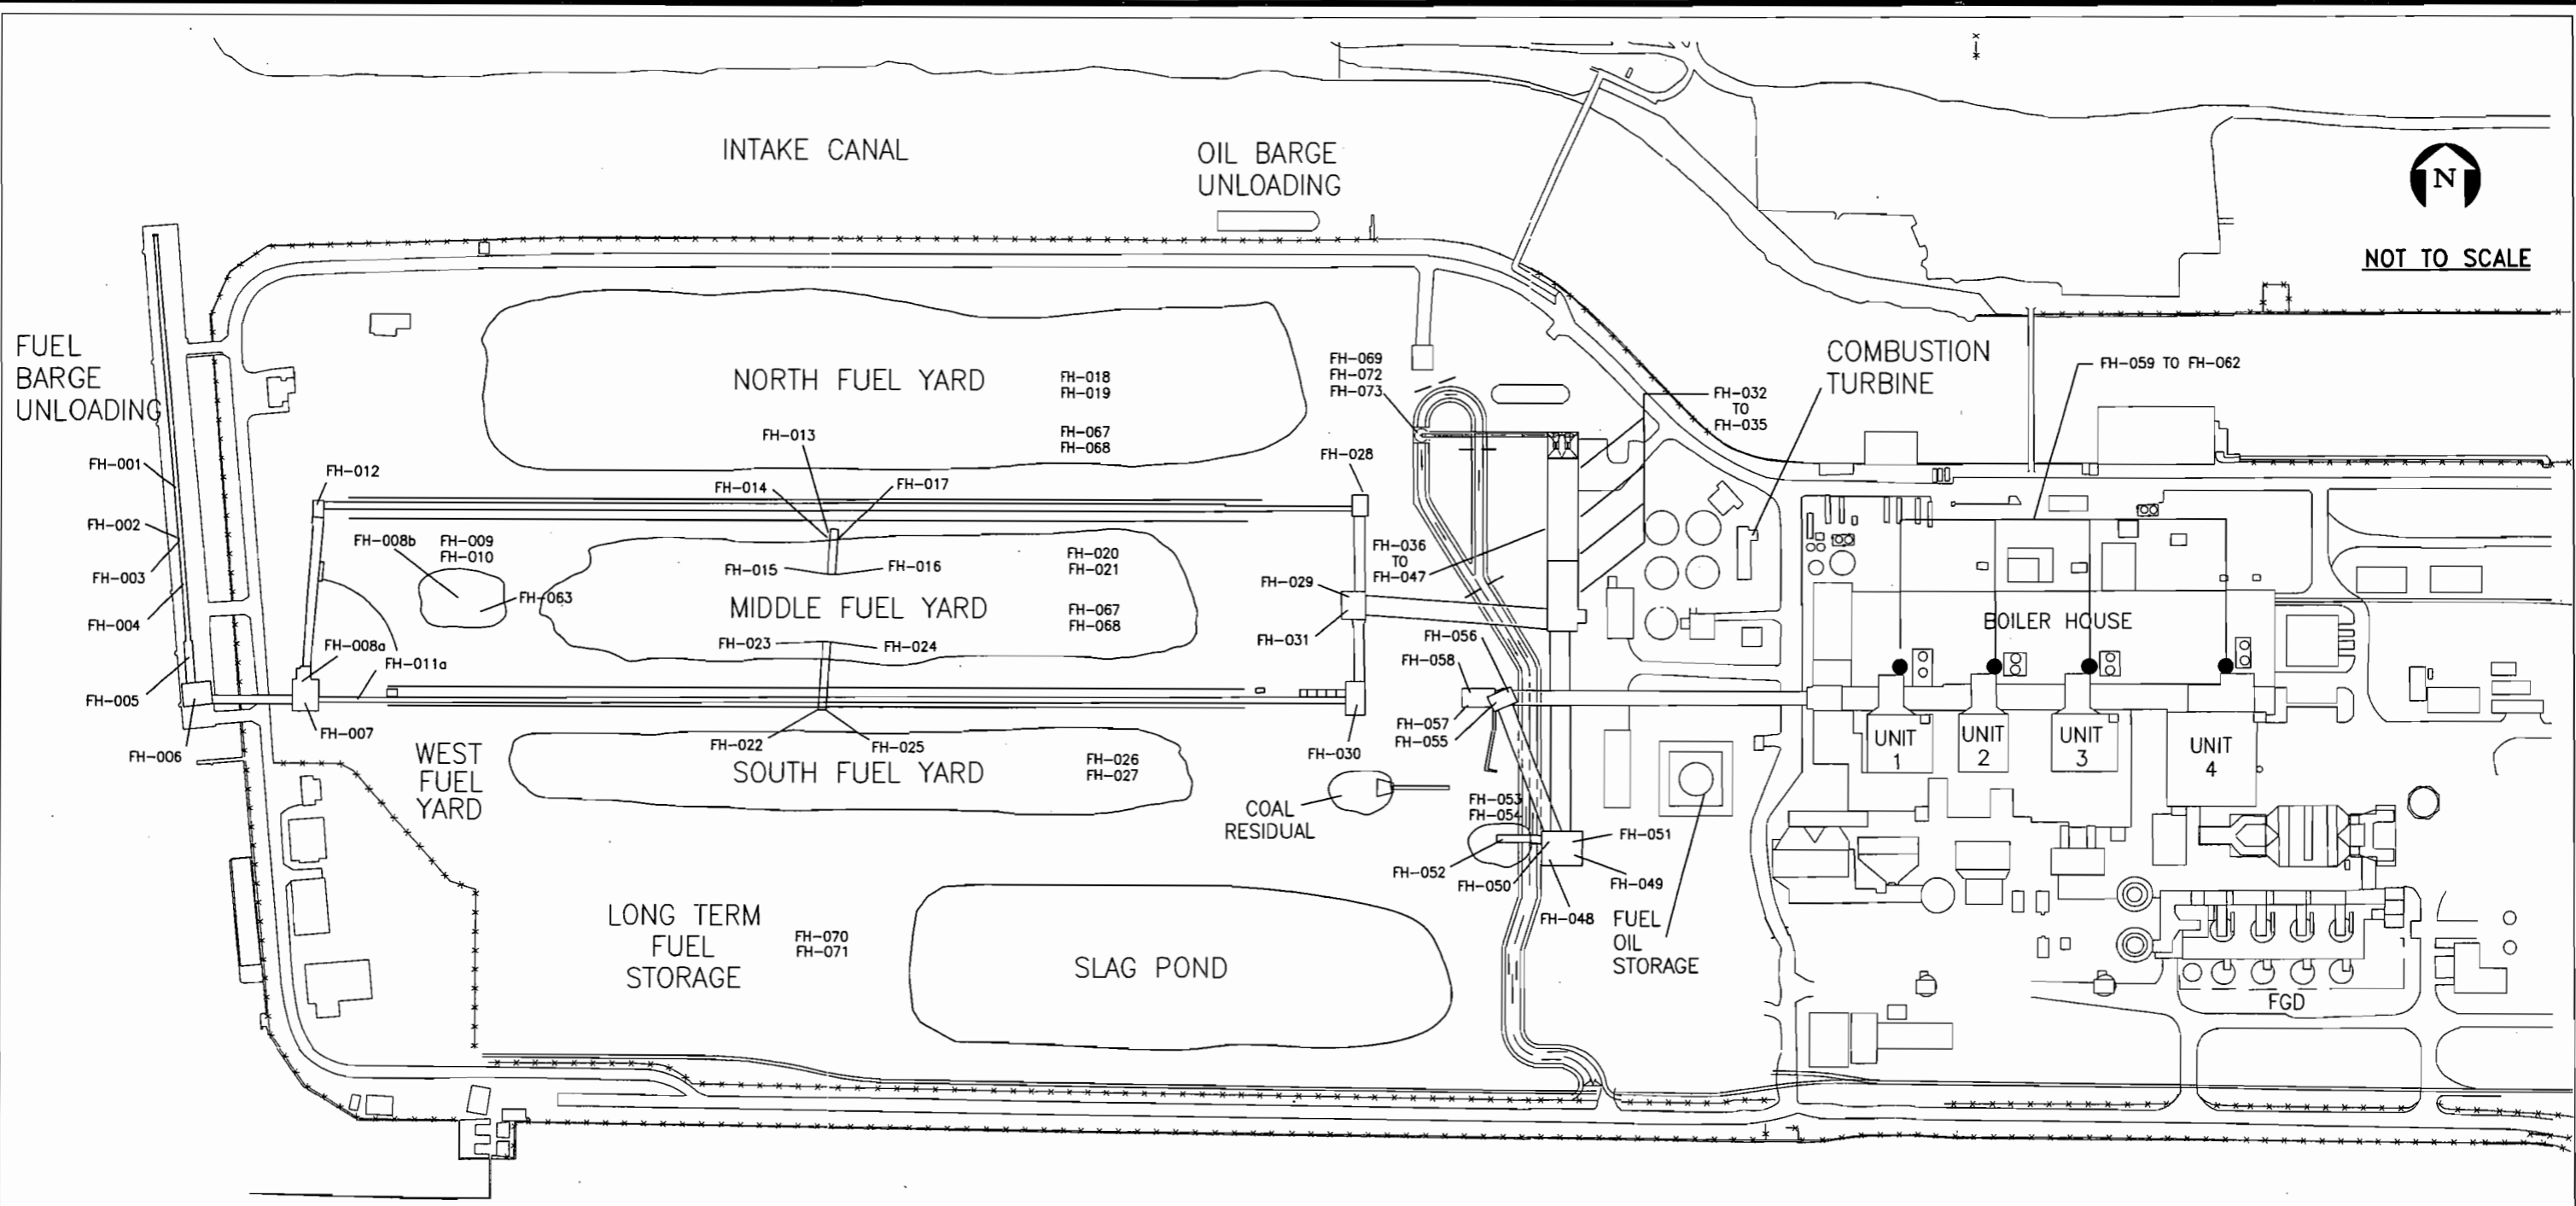 INTAKE CANAL
OIL BARGE
UNLOADING
N
NOT TO SCALE
FUEL
BARGE
UNLOADING
NORTH FUEL YARD
FH-018
FH-019
FH-067
FH-068
FH-069
FH-072
FH-073
FH-032
TO
FH-035
COMBUSTION
TURBINE
FH-059 TO FH-062
FH-001
FH-002
FH-003
FH-004
FH-005
FH-006
FH-012
FH-013
FH-014
FH-017
FH-028
FH-008b
FH-009
FH-010
FH-063
FH-015
FH-016
FH-020
FH-021
MIDDLE FUEL YARD
FH-067
FH-068
FH-023
FH-024
FH-029
FH-031
FH-036
TO
FH-047
FH-008a
FH-011a
FH-007
FH-056
FH-058
FH-057
FH-055
BOILER HOUSE
UNIT
1
UNIT
2
UNIT
3
UNIT
4
WEST
FUEL
YARD
FH-022
FH-025
FH-030
SOUTH FUEL YARD
FH-026
FH-027
COAL
RESIDUAL
FH-053
FH-054
FH-051
FH-052
FH-050
FH-049
FH-048
FUEL
OIL
STORAGE
LONG TERM
FUEL
STORAGE
FH-070
FH-071
SLAG POND
FGD